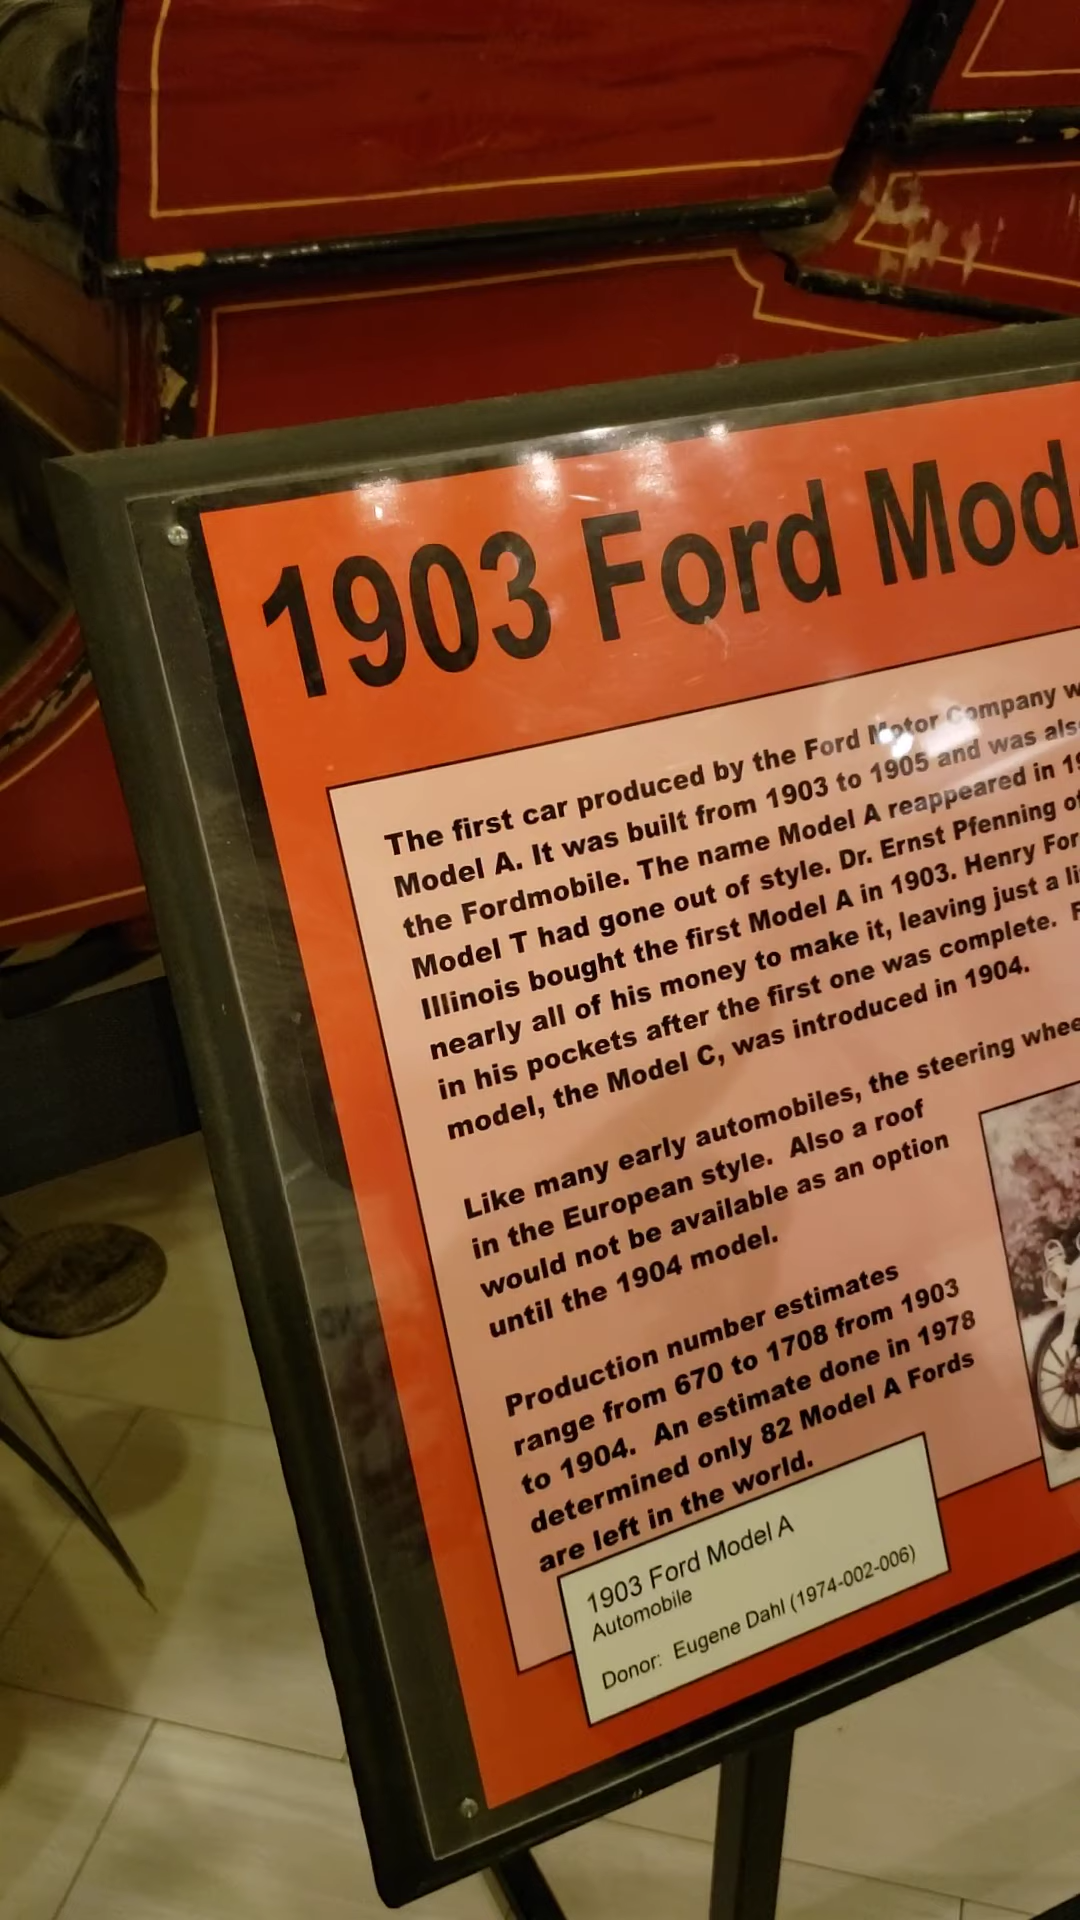 1903 Ford Mod
The first car produced by the Ford Motor Company
Model A. It was built from 1903 to 1905 and was
the Fordmobile. The name Model A reappeared in
Model T had gone out of style. Dr. Ernst Pfenning
Illinois bought the first Model A in 1903. Henry
nearly all of his money to make it, leaving just a
in his pockets after the first one was complete.
model, the Model C, was introduced in 1904.
Like many early automobiles, the steering
in the European style. Also a roof
would not be available as an option
until the 1904 model.
Production number estimates
range from 670 to 1708 from 1903
to 1904. An estimate done in 1978
determined only 82 Model A Fords
are left in the world.
1903 Ford Model A
Automobile
Donor: Eugene Dahl (1974-002-006)